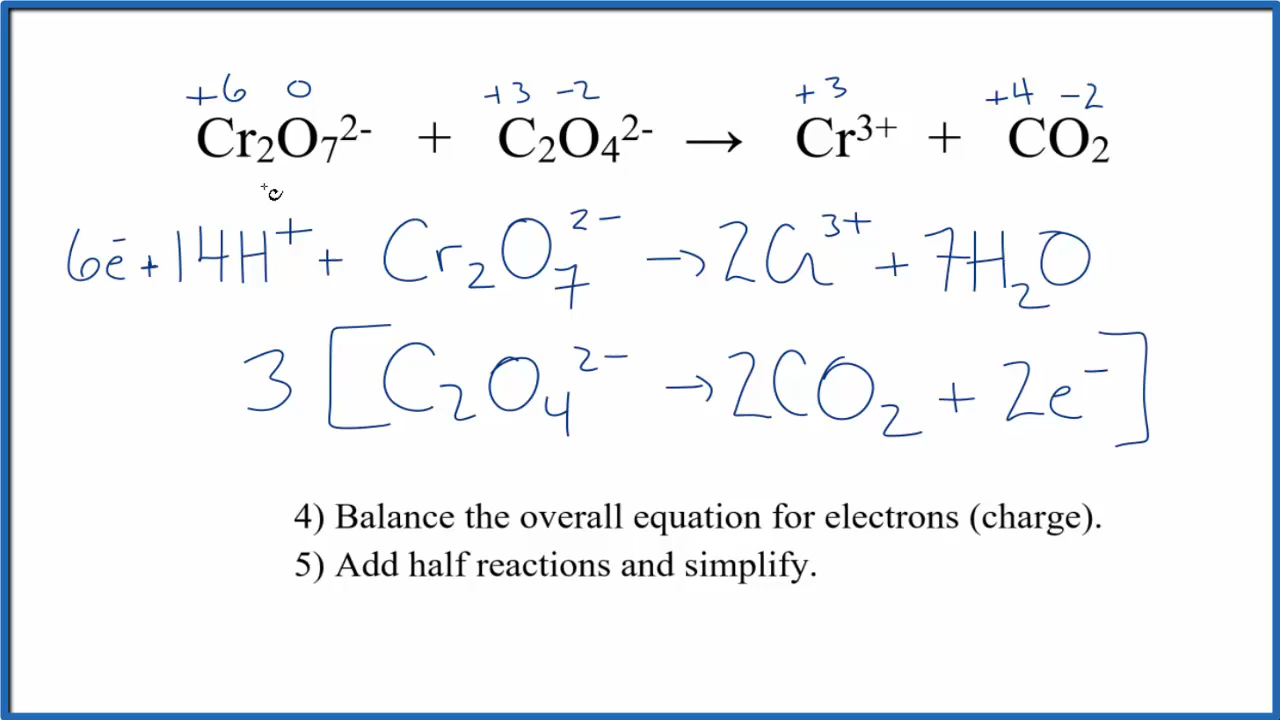 +6 0 +3 -2 +3 +4 -2
Cr₂O₇²⁻ + C₂O₄²⁻ → Cr³⁺ + CO₂
6e⁻ + 14H⁺ + Cr₂O₇²⁻ → 2Cr³⁺ + 7H₂O
3 [C₂O₄²⁻ → 2CO₂ + 2e⁻]
4) Balance the overall equation for electrons (charge).
5) Add half reactions and simplify.